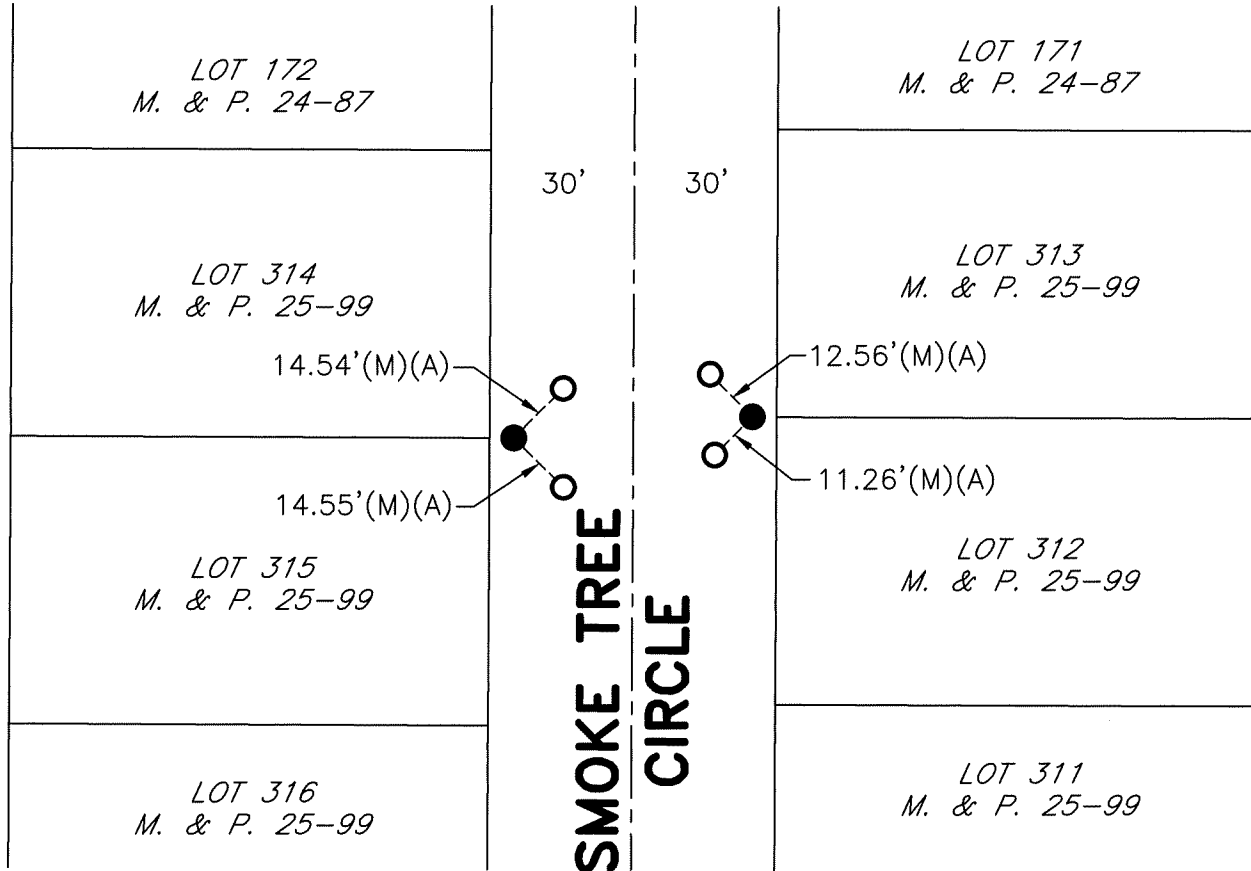 LOT 172
M. & P. 24-87
LOT 171
M. & P. 24-87
30'
30'
LOT 314
M. & P. 25-99
LOT 313
M. & P. 25-99
14.54'(M)(A)
12.56'(M)(A)
14.55'(M)(A)
11.26'(M)(A)
LOT 315
M. & P. 25-99
LOT 312
M. & P. 25-99
SMOKE TREE
CIRCLE
LOT 316
M. & P. 25-99
LOT 311
M. & P. 25-99